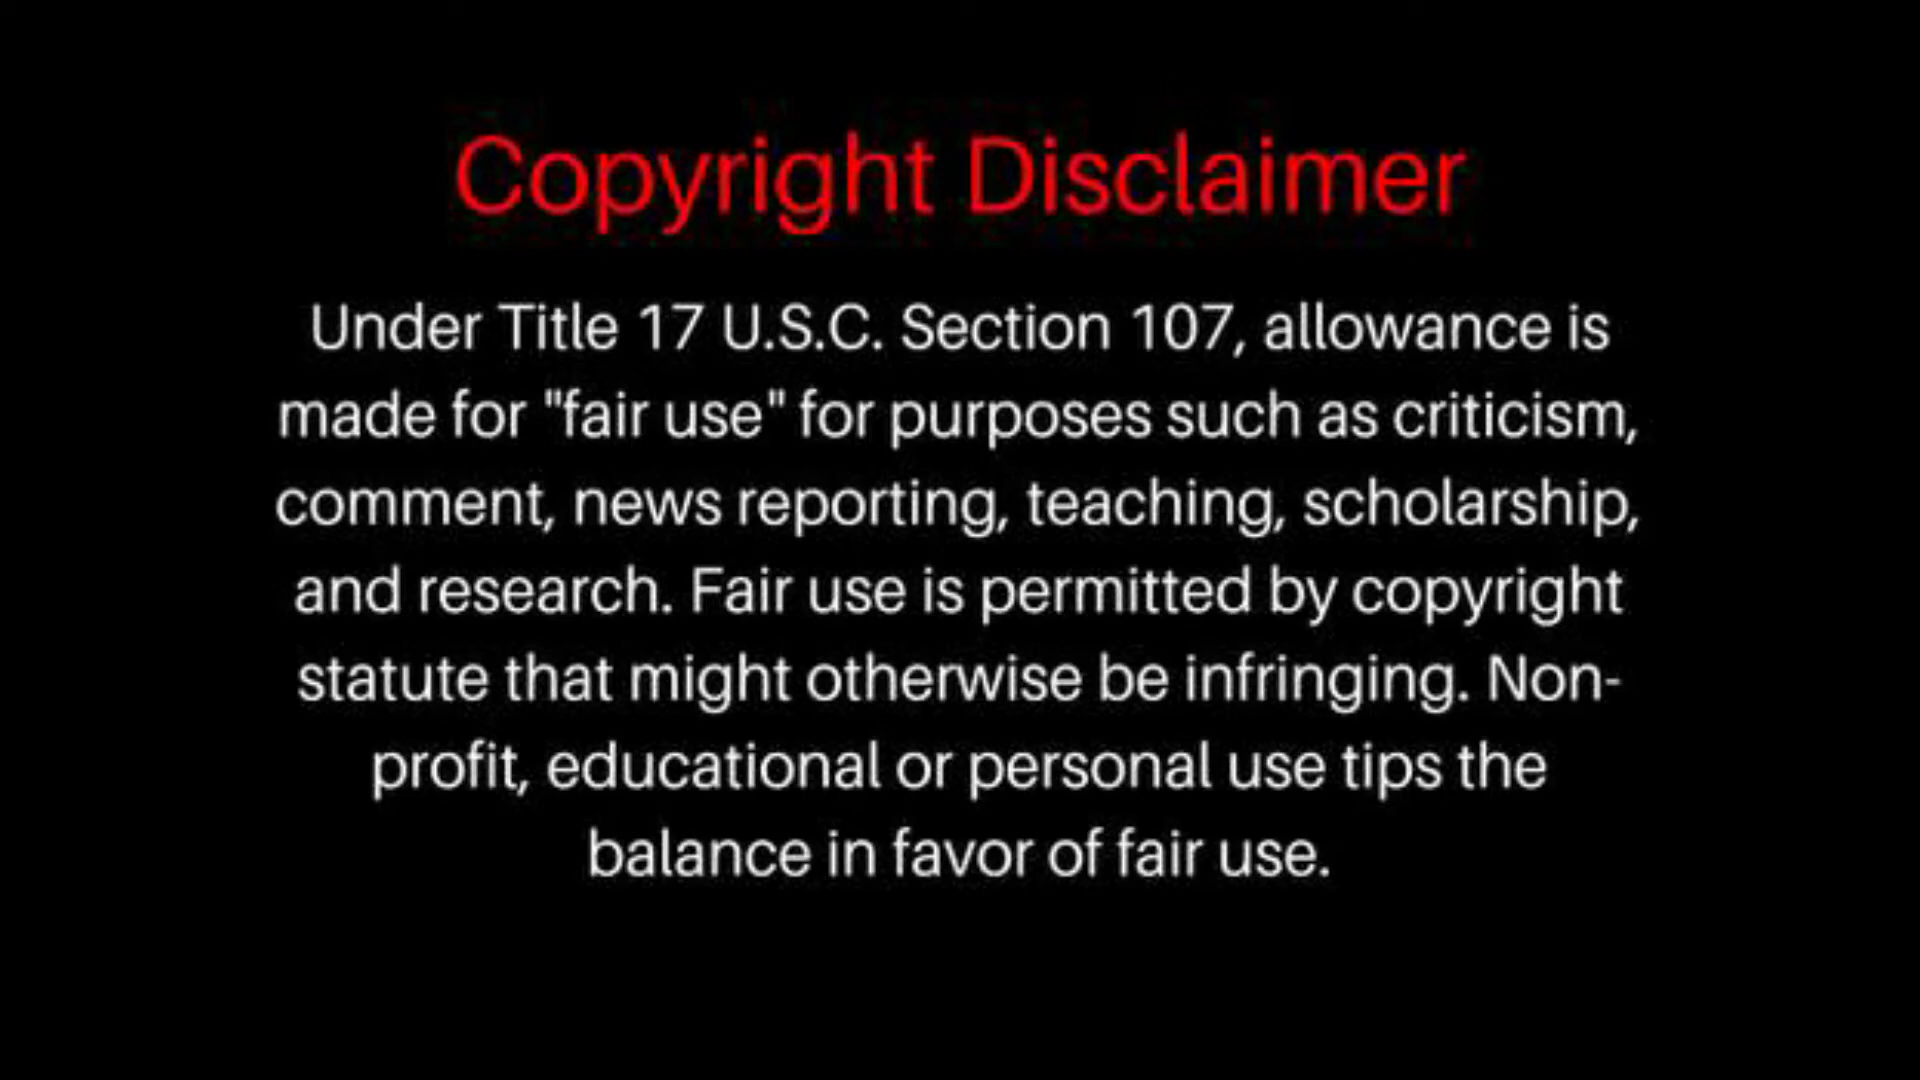 Copyright Disclaimer
Under Title 17 U.S.C. Section 107, allowance is
made for "fair use" for purposes such as criticism,
comment, news reporting, teaching, scholarship,
and research. Fair use is permitted by copyright
statute that might otherwise be infringing. Non-
profit, educational or personal use tips the
balance in favor of fair use.